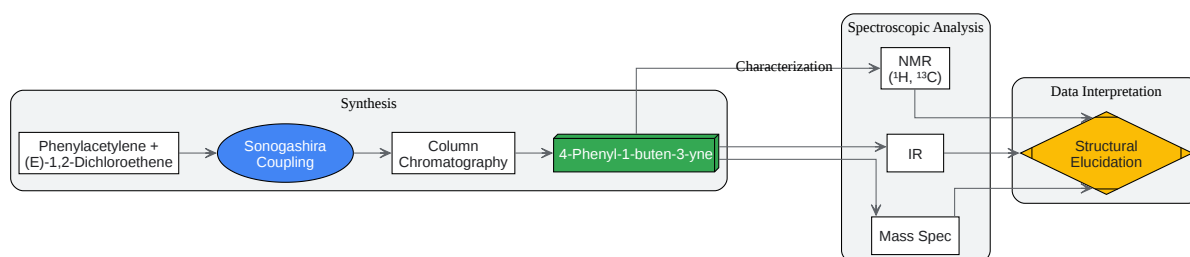 Synthesis
Phenylacetylene +
(E)-1,2-Dichloroethene
Sonogashira
Coupling
Column
Chromatography
4-Phenyl-1-buten-3-yne
Characterization
Spectroscopic Analysis
NMR
(¹H, ¹³C)
IR
Mass Spec
Data Interpretation
Structural
Elucidation